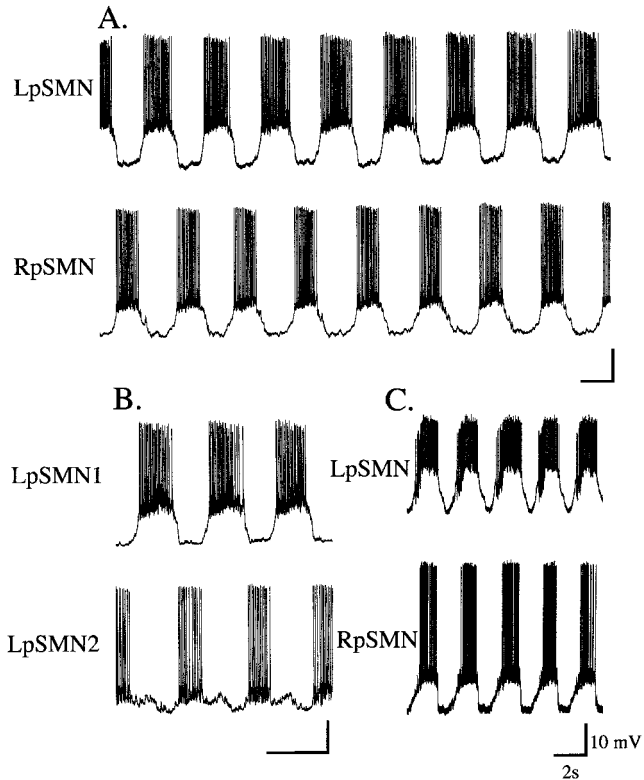 A.
LpSMN
RpSMN
B.
LpSMN1
LpSMN2
C.
LpSMN
RpSMN
10 mV
2s